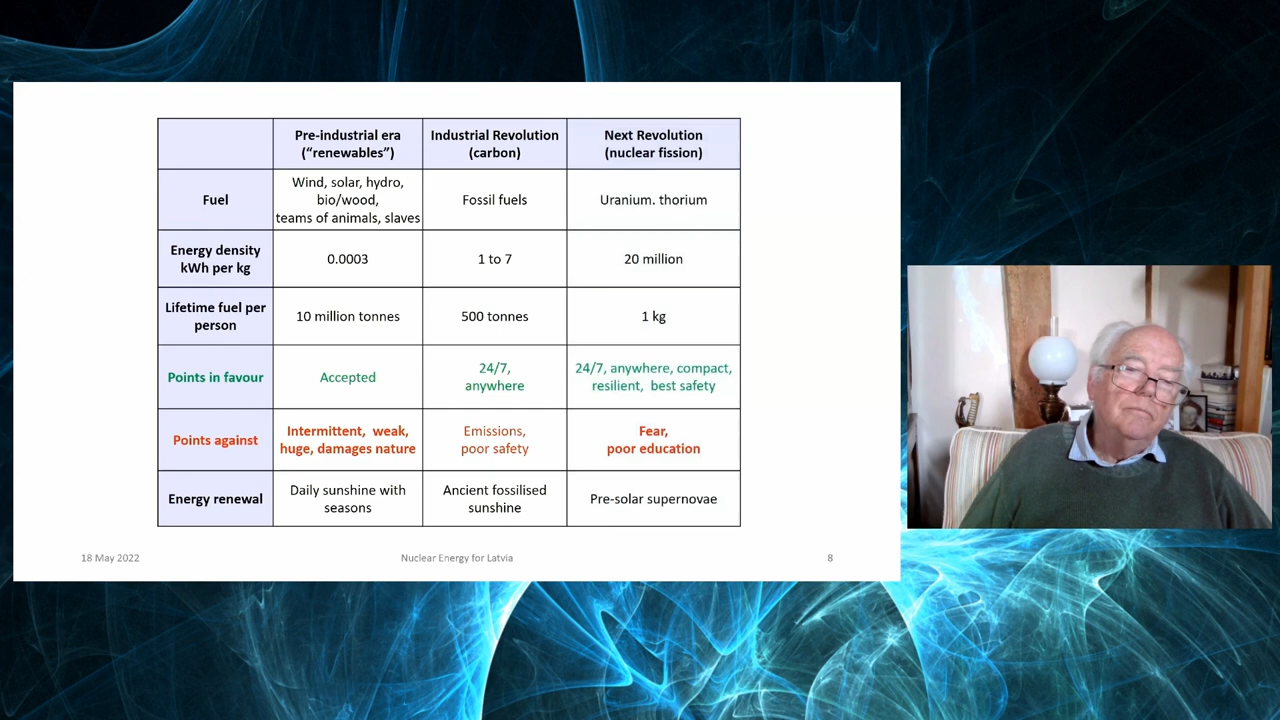 Pre-industrial era
(“renewables”)
Industrial Revolution
(carbon)
Next Revolution
(nuclear fission)
Fuel
Wind, solar, hydro,
bio/wood,
teams of animals, slaves
Fossil fuels
Uranium. thorium
Energy density
kWh per kg
0.0003
1 to 7
20 million
Lifetime fuel per
person
10 million tonnes
500 tonnes
1 kg
Points in favour
Accepted
24/7,
anywhere
24/7, anywhere, compact,
resilient, best safety
Points against
Intermittent, weak,
huge, damages nature
Emissions,
poor safety
Fear,
poor education
Energy renewal
Daily sunshine with
seasons
Ancient fossilised
sunshine
Pre-solar supernovae
18 May 2022
Nuclear Energy for Latvia
8